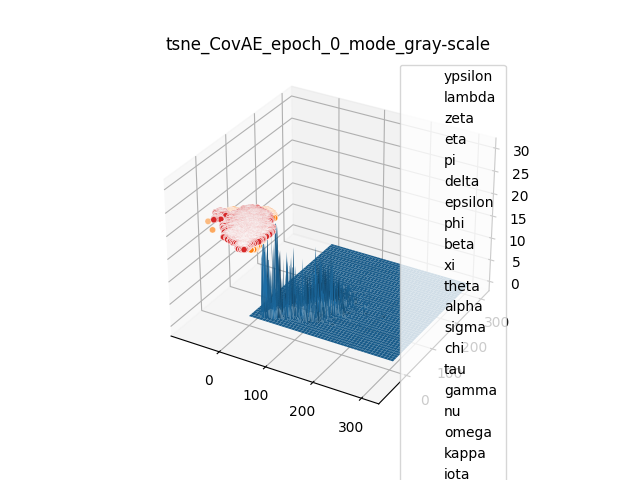 tsne_CovAE_epoch_0_mode_gray-scale
ypsilon
lambda
zeta
eta
pi
delta
epsilon
phi
beta
xi
theta
alpha
sigma
chi
tau
gamma
nu
omega
kappa
iota
30
25
20
15
10
5
0
300
200
100
0
0
100
200
300